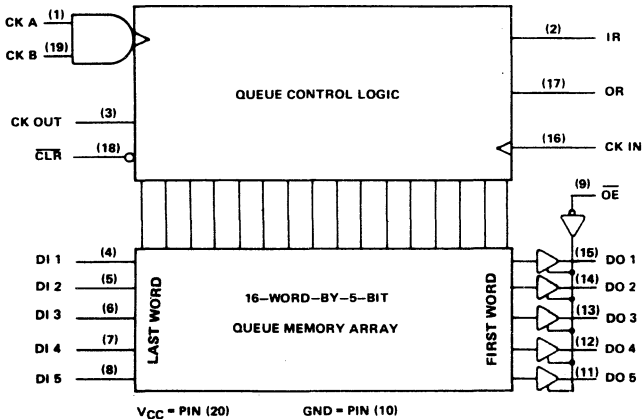 CK A (1)
CK B (19)
CK OUT (3)
CLR (18)
QUEUE CONTROL LOGIC
(2) IR
(17) OR
(16) CK IN
(9) OE
DI 1 (4)
DI 2 (5)
DI 3 (6)
DI 4 (7)
DI 5 (8)
LAST WORD
16–WORD–BY–5–BIT
QUEUE MEMORY ARRAY
FIRST WORD
(15) DO 1
(14) DO 2
(13) DO 3
(12) DO 4
(11) DO 5
VCC = PIN (20) GND = PIN (10)